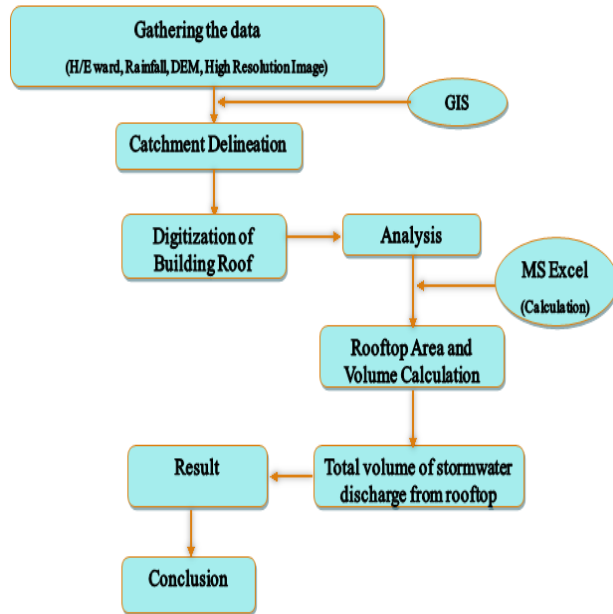 Gathering the data
(H/E ward, Rainfall, DEM, High Resolution Image)
GIS
Catchment Delineation
Digitization of
Building Roof
Analysis
MS Excel
(Calculation)
Rooftop Area and
Volume Calculation
Total volume of stormwater
discharge from rooftop
Result
Conclusion